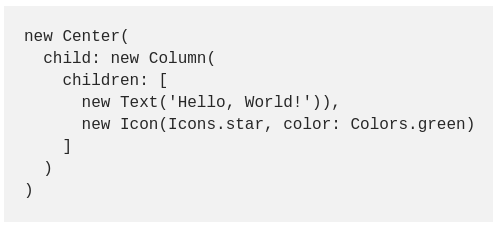 new Center(
  child: new Column(
    children: [
      new Text('Hello, World!')),
      new Icon(Icons.star, color: Colors.green)
    ]
  )
)